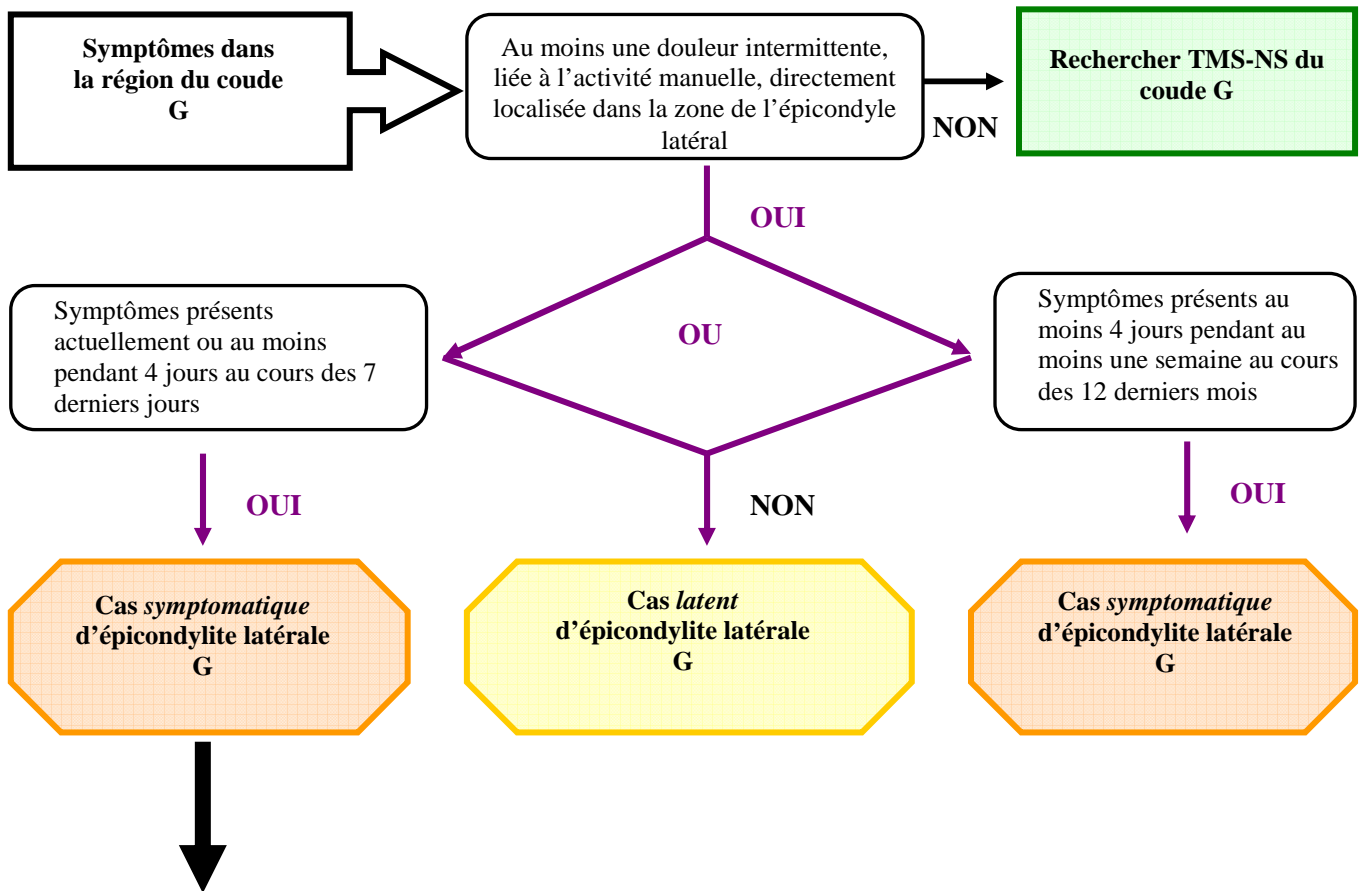 Symptômes dans
la région du coude
G
Au moins une douleur intermittente,
liée à l’activité manuelle, directement
localisée dans la zone de l’épicondyle
latéral
NON
Rechercher TMS-NS du
coude G
OUI
Symptômes présents
actuellement ou au moins
pendant 4 jours au cours des 7
derniers jours
OU
Symptômes présents au
moins 4 jours pendant au
moins une semaine au cours
des 12 derniers mois
OUI
NON
OUI
Cas symptomatique
d’épicondylite latérale
G
Cas latent
d’épicondylite latérale
G
Cas symptomatique
d’épicondylite latérale
G